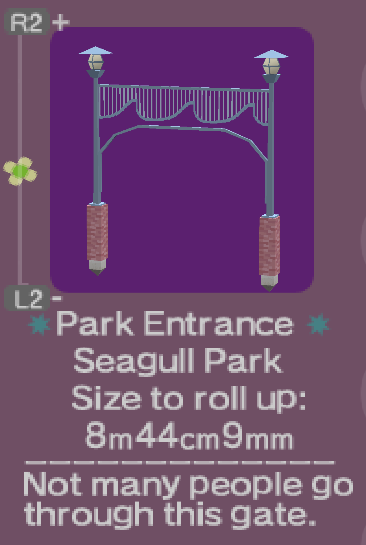 R2 +
L2 -
Park Entrance
Seagull Park
Size to roll up:
8m44cm9mm
Not many people go
through this gate.